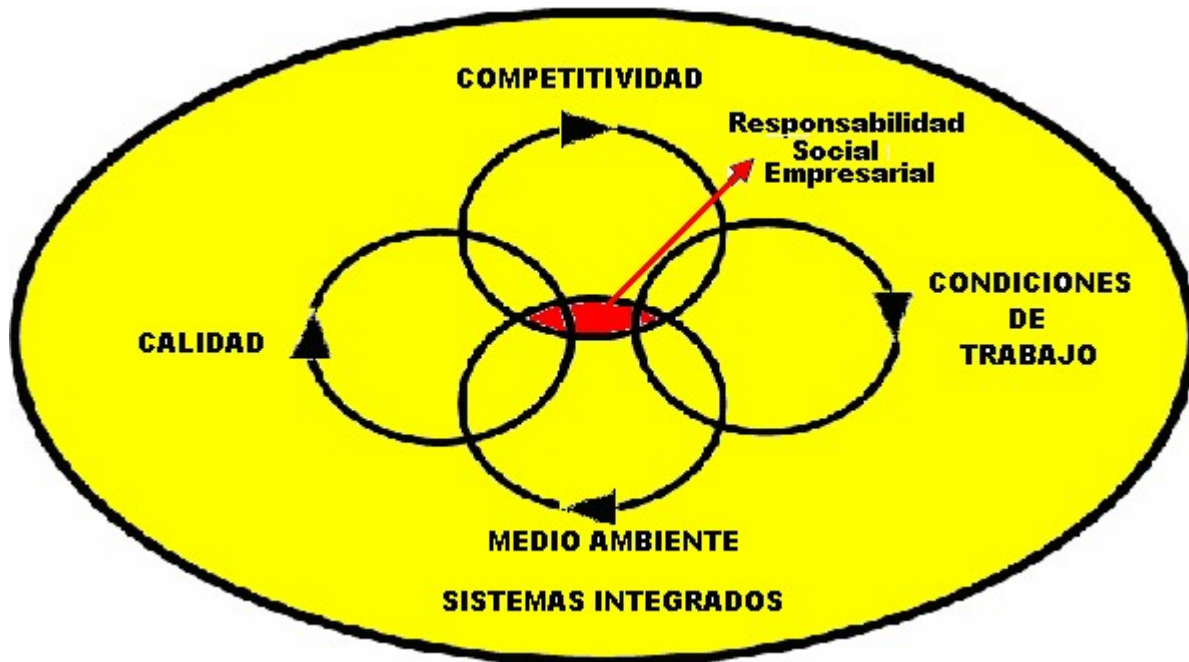 COMPETITIVIDAD
Responsabilidad
Social
Empresarial
CONDICIONES
DE
TRABAJO
CALIDAD
MEDIO AMBIENTE
SISTEMAS INTEGRADOS